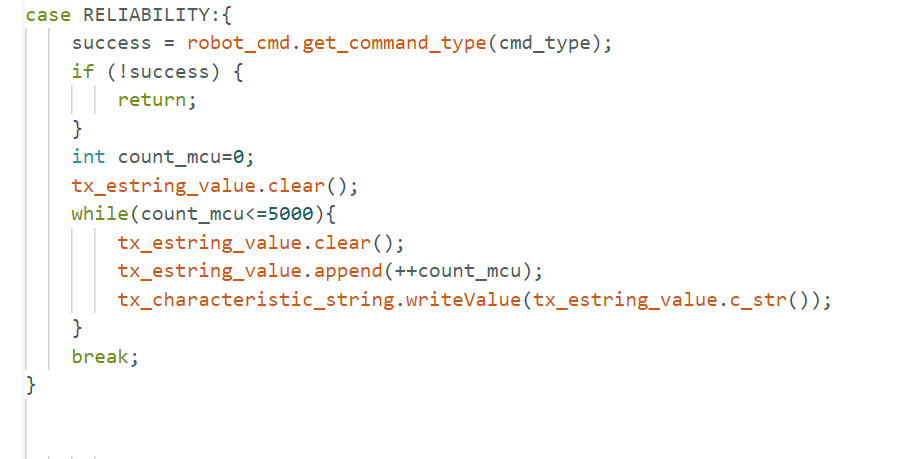 case RELIABILITY:{
success = robot_cmd.get_command_type(cmd_type);
if (!success) {
return;
}
int count_mcu=0;
tx_estring_value.clear();
while(count_mcu<=5000){
tx_estring_value.clear();
tx_estring_value.append(++count_mcu);
tx_characteristic_string.writeValue(tx_estring_value.c_str());
}
break;
}